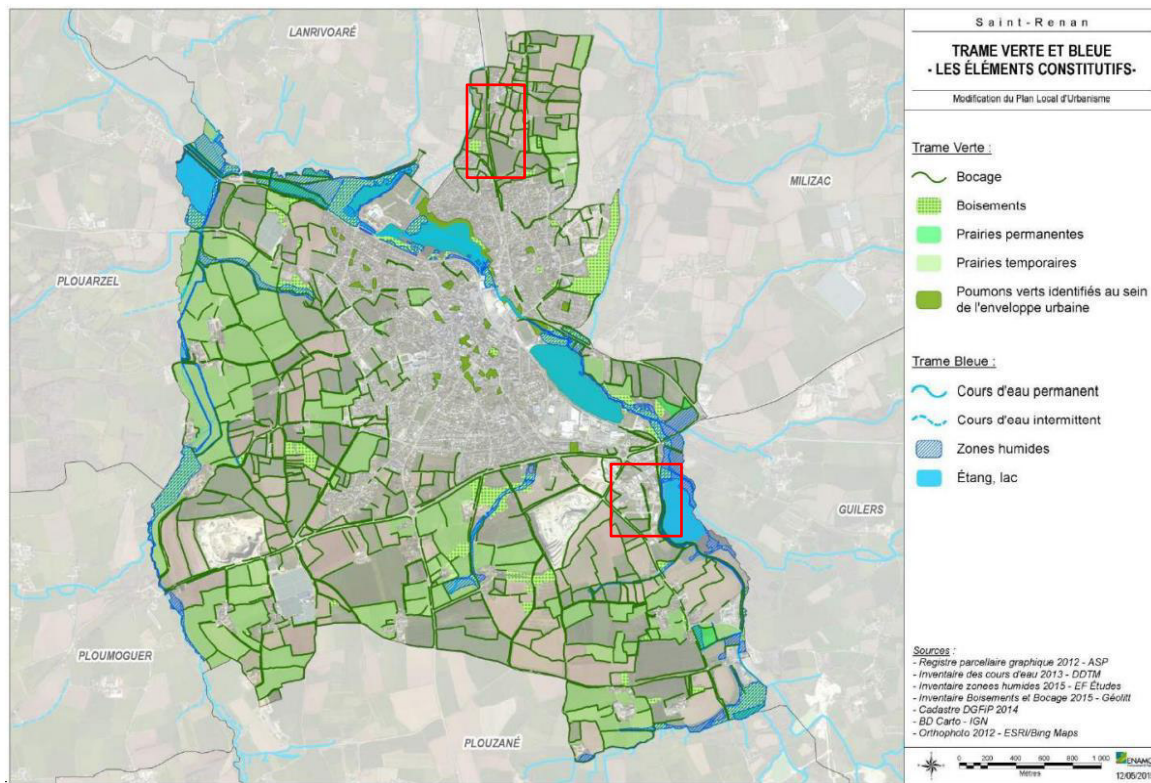 LANRIVOARÉ
MILIZAC
PLOUARZEL
GUILERS
PLOUMOGUER
PLOUZANÉ
Saint-Renan
TRAME VERTE ET BLEUE
- LES ÉLÉMENTS CONSTITUTIFS-
Modification du Plan Local d'Urbanisme
Trame Verte :
Bocage
Boisements
Prairies permanentes
Prairies temporaires
Poumons verts identifiés au sein
de l'enveloppe urbaine
Trame Bleue :
Cours d'eau permanent
Cours d'eau intermittent
Zones humides
Étang, lac
Sources :
- Registre parcellaire graphique 2012 - ASP
- Inventaire des cours d'eau 2013 - DDTM
- Inventaire zonees humides 2015 - EF Études
- Inventaire Boisements et Bocage 2015 - Géolitt
- Cadastre DGFiP 2014
- BD Carto - IGN
- Orthophoto 2012 - ESRI/Bing Maps
0 200 400 600 800 1 000
Mètres